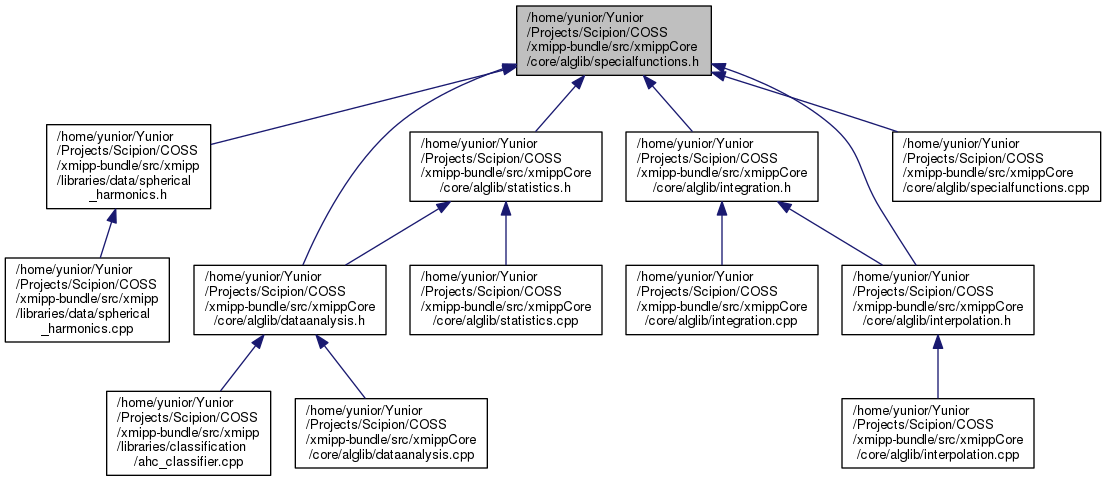 /home/yunior/Yunior
/Projects/Scipion/COSS
/xmipp-bundle/src/xmippCore
/core/alglib/specialfunctions.h
/home/yunior/Yunior
/Projects/Scipion/COSS
/xmipp-bundle/src/xmipp
/libraries/data/spherical
_harmonics.h
/home/yunior/Yunior
/Projects/Scipion/COSS
/xmipp-bundle/src/xmippCore
/core/alglib/statistics.h
/home/yunior/Yunior
/Projects/Scipion/COSS
/xmipp-bundle/src/xmippCore
/core/alglib/integration.h
/home/yunior/Yunior
/Projects/Scipion/COSS
/xmipp-bundle/src/xmippCore
/core/alglib/specialfunctions.cpp
/home/yunior/Yunior
/Projects/Scipion/COSS
/xmipp-bundle/src/xmipp
/libraries/data/spherical
_harmonics.cpp
/home/yunior/Yunior
/Projects/Scipion/COSS
/xmipp-bundle/src/xmippCore
/core/alglib/dataanalysis.h
/home/yunior/Yunior
/Projects/Scipion/COSS
/xmipp-bundle/src/xmippCore
/core/alglib/statistics.cpp
/home/yunior/Yunior
/Projects/Scipion/COSS
/xmipp-bundle/src/xmippCore
/core/alglib/integration.cpp
/home/yunior/Yunior
/Projects/Scipion/COSS
/xmipp-bundle/src/xmippCore
/core/alglib/interpolation.h
/home/yunior/Yunior
/Projects/Scipion/COSS
/xmipp-bundle/src/xmipp
/libraries/classification
/ahc_classifier.cpp
/home/yunior/Yunior
/Projects/Scipion/COSS
/xmipp-bundle/src/xmippCore
/core/alglib/dataanalysis.cpp
/home/yunior/Yunior
/Projects/Scipion/COSS
/xmipp-bundle/src/xmippCore
/core/alglib/interpolation.cpp